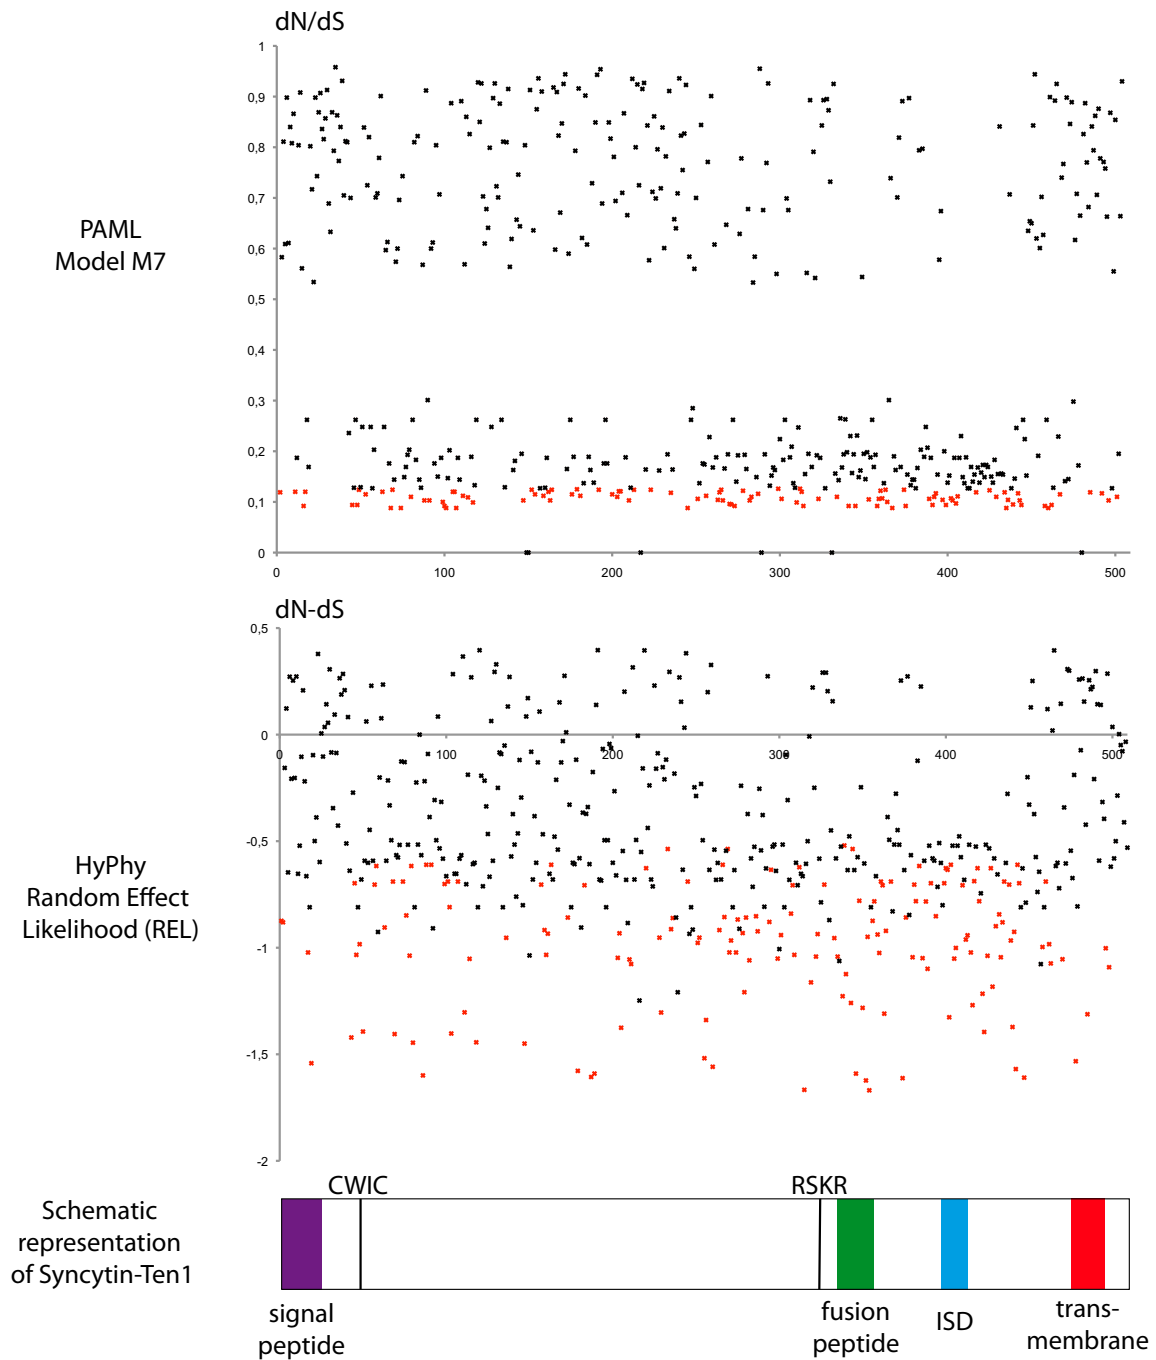 dN/dS
1
0,9
0,8
0,7
0,6
0,5
0,4
0,3
0,2
0,1
0
0 100 200 300 400 500
PAML
Model M7
dN-dS
0,5
0
-0,5
-1
-1,5
-2
0 100 200 300 400 500
HyPhy
Random Effect
Likelihood (REL)
CWIC RSKR
Schematic
representation
of Syncytin-Ten1
signal
peptide
fusion
peptide
ISD
trans-
membrane